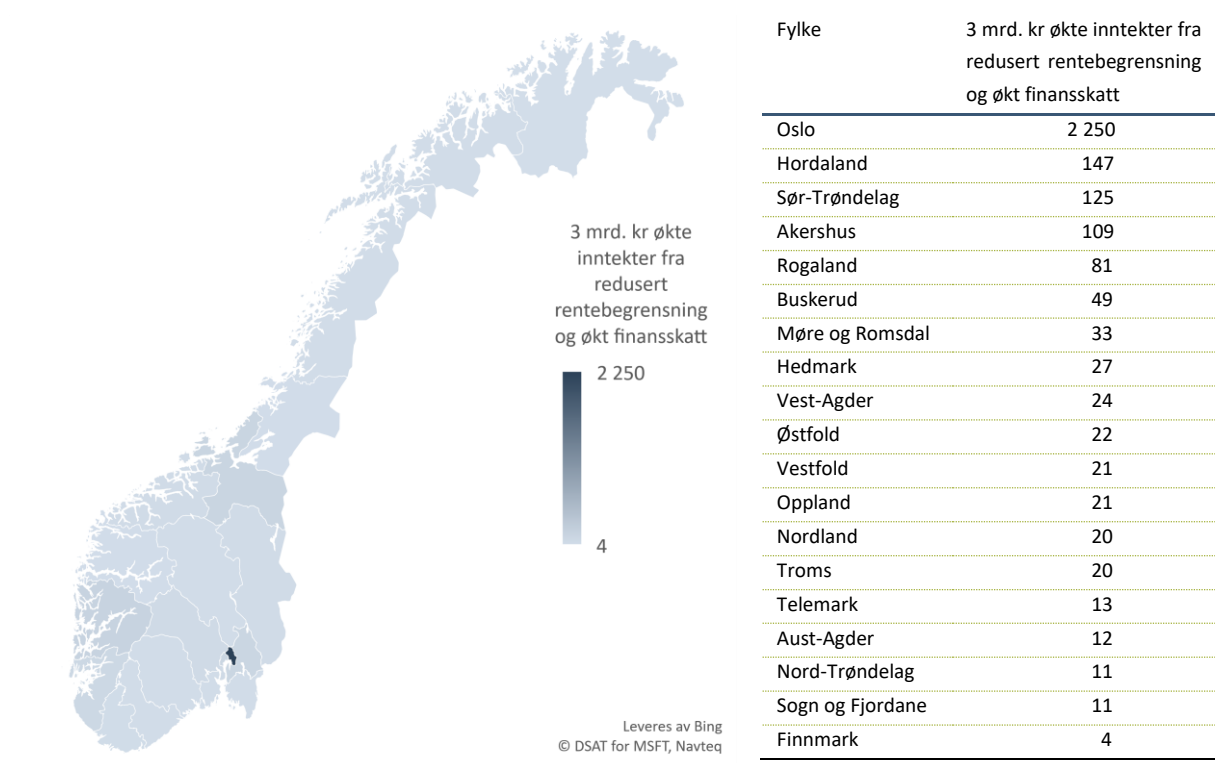 3 mrd. kr økte
inntekter fra
redusert
rentebegrensning
og økt finansskatt
2 250
4
Leveres av Bing
© DSAT for MSFT, Navteq
Fylke 3 mrd. kr økte inntekter fra
redusert rentebegrensning
og økt finansskatt
Oslo 2 250
Hordaland 147
Sør-Trøndelag 125
Akershus 109
Rogaland 81
Buskerud 49
Møre og Romsdal 33
Hedmark 27
Vest-Agder 24
Østfold 22
Vestfold 21
Oppland 21
Nordland 20
Troms 20
Telemark 13
Aust-Agder 12
Nord-Trøndelag 11
Sogn og Fjordane 11
Finnmark 4